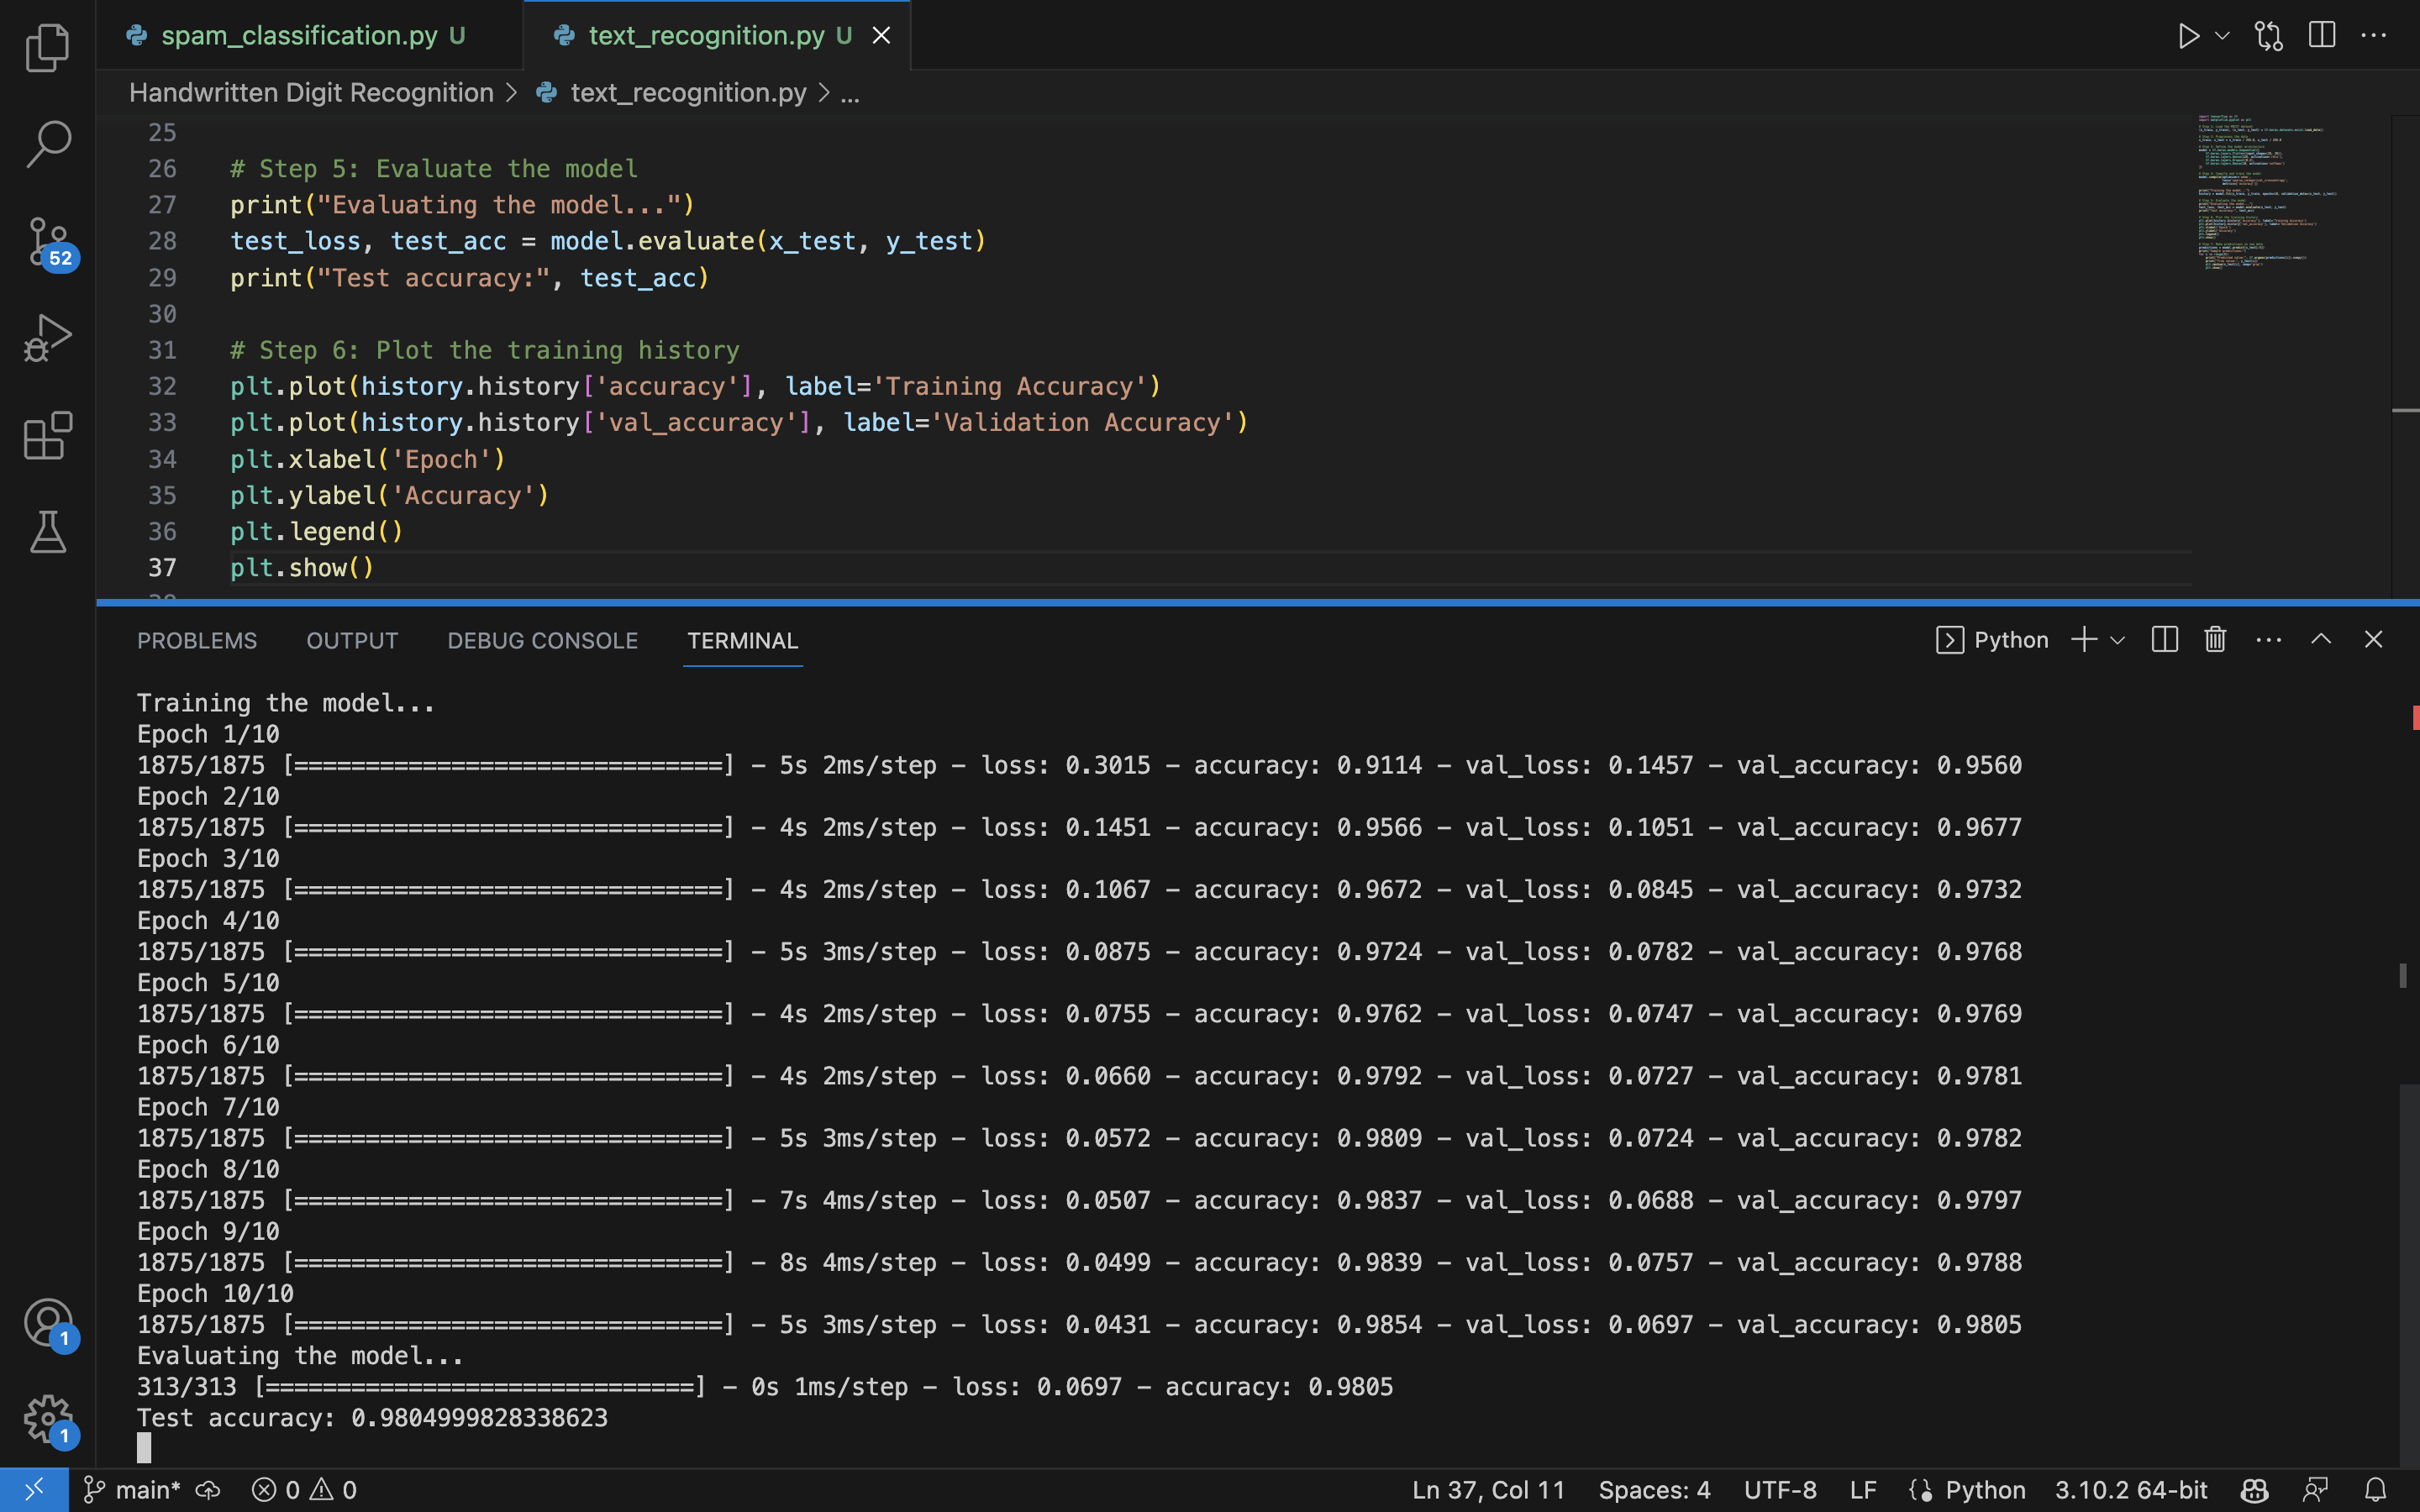 spam_classification.py U
text_recognition.py U
Handwritten Digit Recognition > text_recognition.py > ...
25
26 # Step 5: Evaluate the model
27 print("Evaluating the model...")
28 test_loss, test_acc = model.evaluate(x_test, y_test)
29 print("Test accuracy:", test_acc)
30
31 # Step 6: Plot the training history
32 plt.plot(history.history['accuracy'], label='Training Accuracy')
33 plt.plot(history.history['val_accuracy'], label='Validation Accuracy')
34 plt.xlabel('Epoch')
35 plt.ylabel('Accuracy')
36 plt.legend()
37 plt.show()
52
PROBLEMS OUTPUT DEBUG CONSOLE TERMINAL Python
Training the model...
Epoch 1/10
1875/1875 [==============================] - 5s 2ms/step - loss: 0.3015 - accuracy: 0.9114 - val_loss: 0.1457 - val_accuracy: 0.9560
Epoch 2/10
1875/1875 [==============================] - 4s 2ms/step - loss: 0.1451 - accuracy: 0.9566 - val_loss: 0.1051 - val_accuracy: 0.9677
Epoch 3/10
1875/1875 [==============================] - 4s 2ms/step - loss: 0.1067 - accuracy: 0.9672 - val_loss: 0.0845 - val_accuracy: 0.9732
Epoch 4/10
1875/1875 [==============================] - 5s 3ms/step - loss: 0.0875 - accuracy: 0.9724 - val_loss: 0.0782 - val_accuracy: 0.9768
Epoch 5/10
1875/1875 [==============================] - 4s 2ms/step - loss: 0.0755 - accuracy: 0.9762 - val_loss: 0.0747 - val_accuracy: 0.9769
Epoch 6/10
1875/1875 [==============================] - 4s 2ms/step - loss: 0.0660 - accuracy: 0.9792 - val_loss: 0.0727 - val_accuracy: 0.9781
Epoch 7/10
1875/1875 [==============================] - 5s 3ms/step - loss: 0.0572 - accuracy: 0.9809 - val_loss: 0.0724 - val_accuracy: 0.9782
Epoch 8/10
1875/1875 [==============================] - 7s 4ms/step - loss: 0.0507 - accuracy: 0.9837 - val_loss: 0.0688 - val_accuracy: 0.9797
Epoch 9/10
1875/1875 [==============================] - 8s 4ms/step - loss: 0.0499 - accuracy: 0.9839 - val_loss: 0.0757 - val_accuracy: 0.9788
Epoch 10/10
1875/1875 [==============================] - 5s 3ms/step - loss: 0.0431 - accuracy: 0.9854 - val_loss: 0.0697 - val_accuracy: 0.9805
Evaluating the model...
313/313 [==============================] - 0s 1ms/step - loss: 0.0697 - accuracy: 0.9805
Test accuracy: 0.9804999828338623
1
1
main* 0 0 Ln 37, Col 11 Spaces: 4 UTF-8 LF Python 3.10.2 64-bit